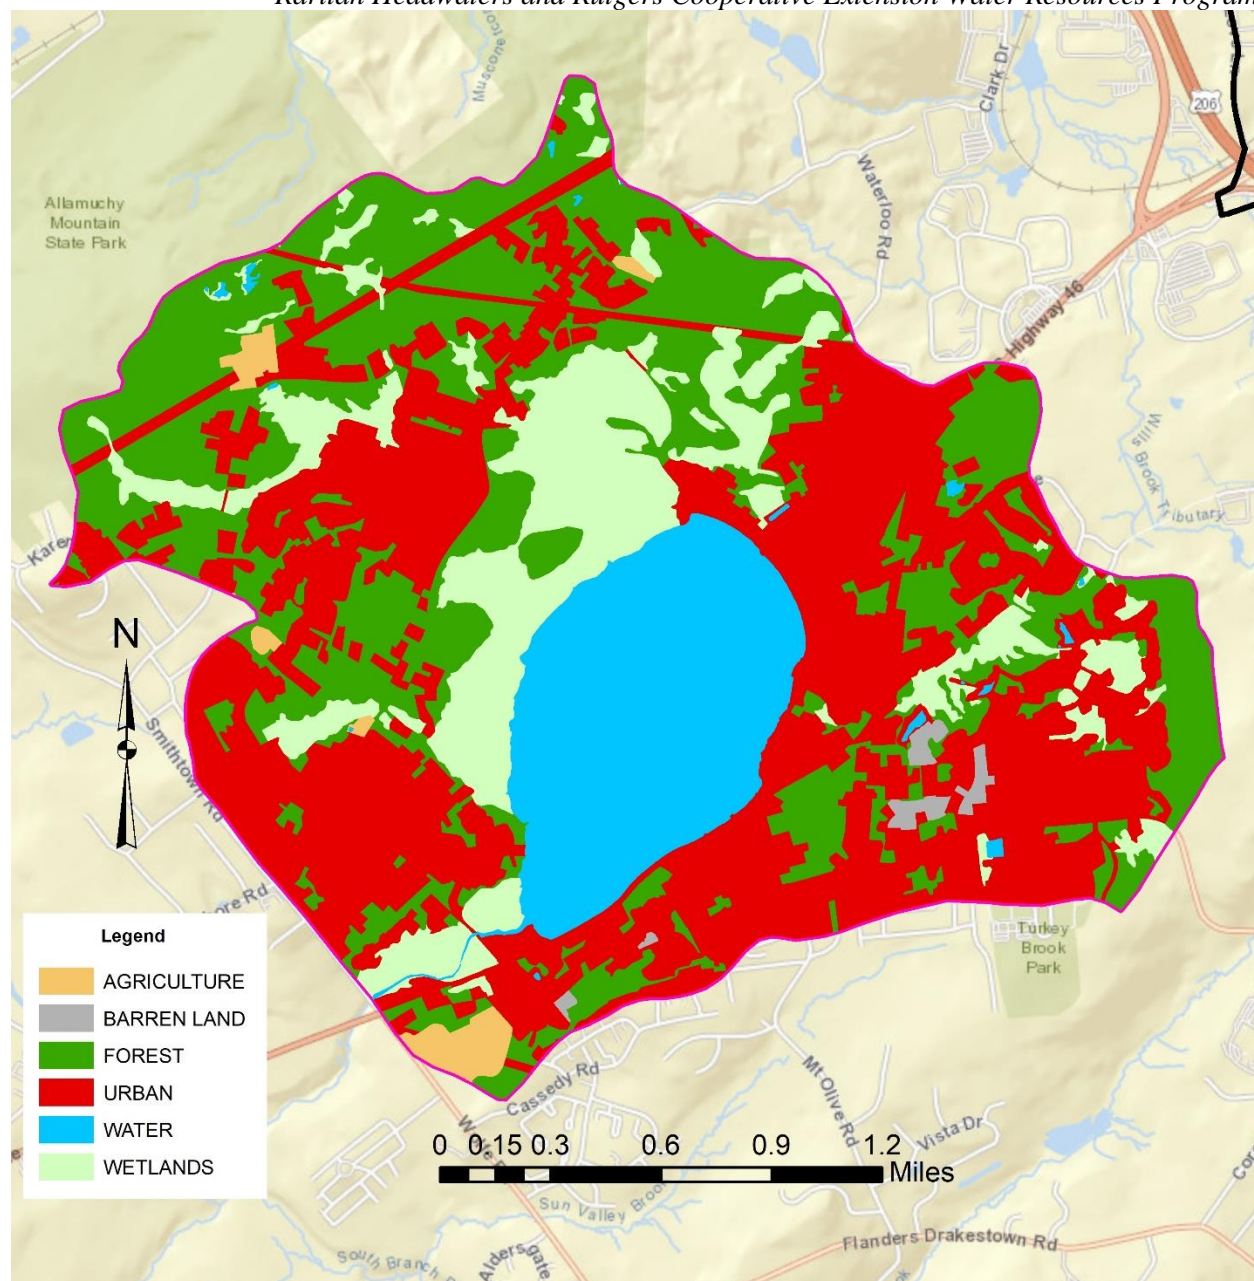 Raritan Headwaters and Rutgers Cooperative Extension Water Resources Program
Clark Dr
206
Waterloo Rd
Allamuchy
Mountain
State Park
Highway 46
Wills Brook Tributary
N
Smithtown Rd
ore Rd
Turkey
Brook
Park
Legend
AGRICULTURE
BARREN LAND
FOREST
URBAN
WATER
WETLANDS
Cassedy Rd
Mt Olive Rd
Vista Dr
0 0.15 0.3 0.6 0.9 1.2
Miles
Sun Valley Brook
Flanders Drakestown Rd
South Branch
Aldersgate